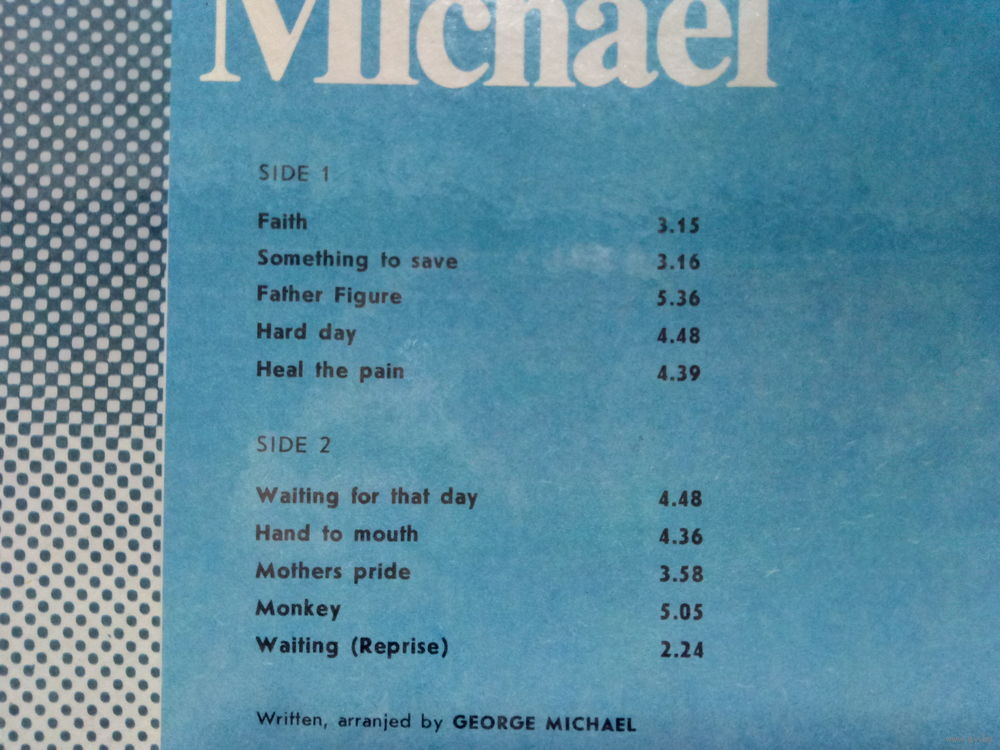 Michael
SIDE 1
Faith 3.15
Something to save 3.16
Father Figure 5.36
Hard day 4.48
Heal the pain 4.39
SIDE 2
Waiting for that day 4.48
Hand to mouth 4.36
Mothers pride 3.58
Monkey 5.05
Waiting (Reprise) 2.24
Written, arranjed by GEORGE MICHAEL